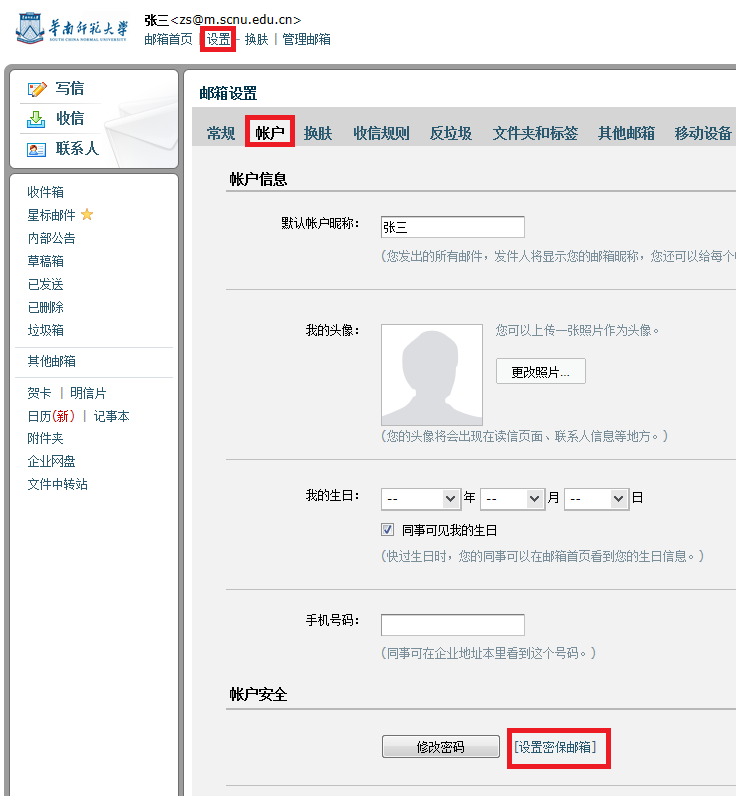 华南师范大学
SOUTH CHINA NORMAL UNIVERSITY
张三<zs@m.scnu.edu.cn>
邮箱首页 | 设置 - 换肤 | 管理邮箱
写信
收信
联系人
收件箱
星标邮件
内部公告
草稿箱
已发送
已删除
垃圾箱
其他邮箱
贺卡 | 明信片
日历(新) | 记事本
附件夹
企业网盘
文件中转站
邮箱设置
常规 帐户 换肤 收信规则 反垃圾 文件夹和标签 其他邮箱 移动设备
帐户信息
默认帐户昵称： 张三
(您发出的所有邮件，发件人将显示您的邮箱昵称，您还可以给每个
我的头像：
您可以上传一张照片作为头像。
更改照片...
(您的头像将会出现在读信页面、联系人信息等地方。)
我的生日： -- 年 -- 月 -- 日
同事可见我的生日
(快过生日时，您的同事可以在邮箱首页看到您的生日信息。)
手机号码：
(同事可在企业地址本里看到这个号码。)
帐户安全
修改密码 [设置密保邮箱]